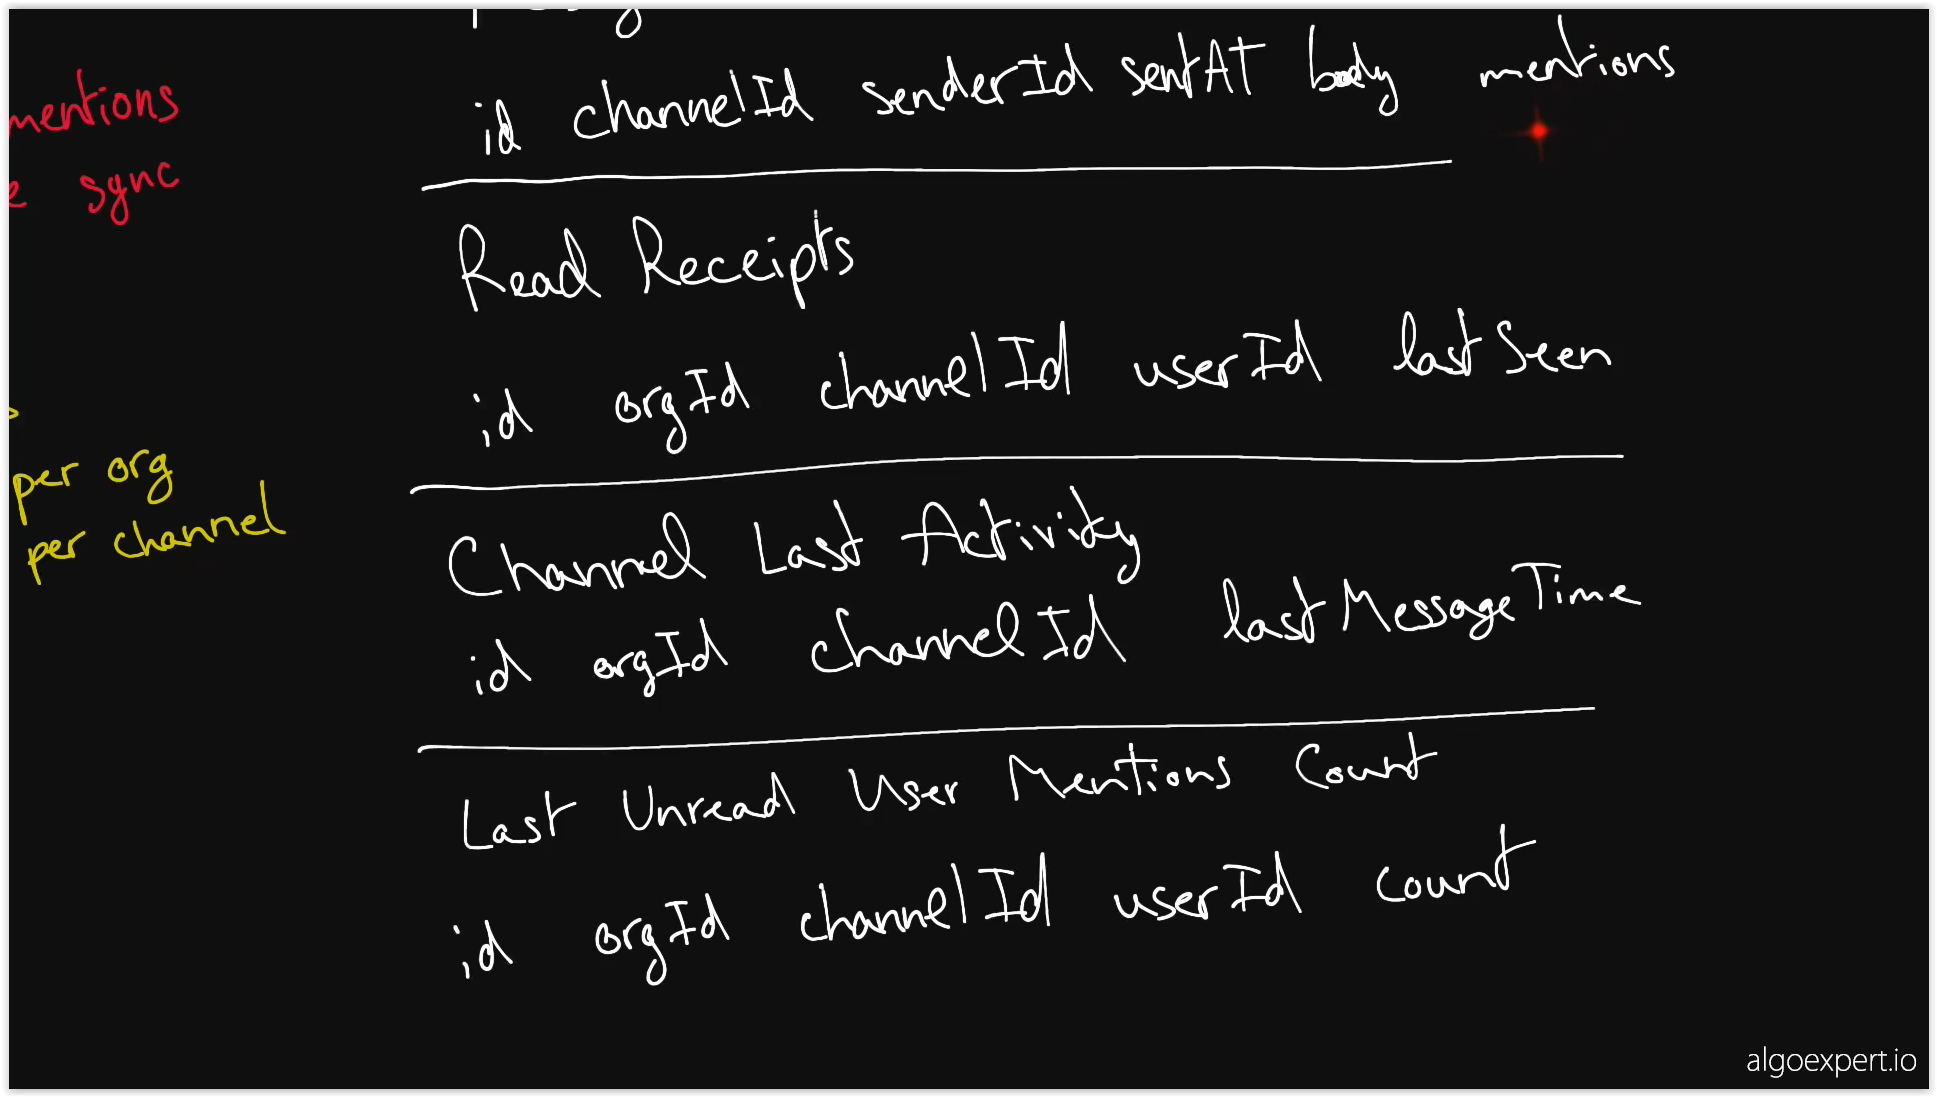 mentions
sync
per org
per channel
id channelId senderId sentAT body mentions
Read Receipts
id orgId channelId userId lastSeen
Channel Last Activity
id orgId channelId lastMessageTime
Last Unread User Mentions Count
id orgId channelId userId count
algoexpert.io